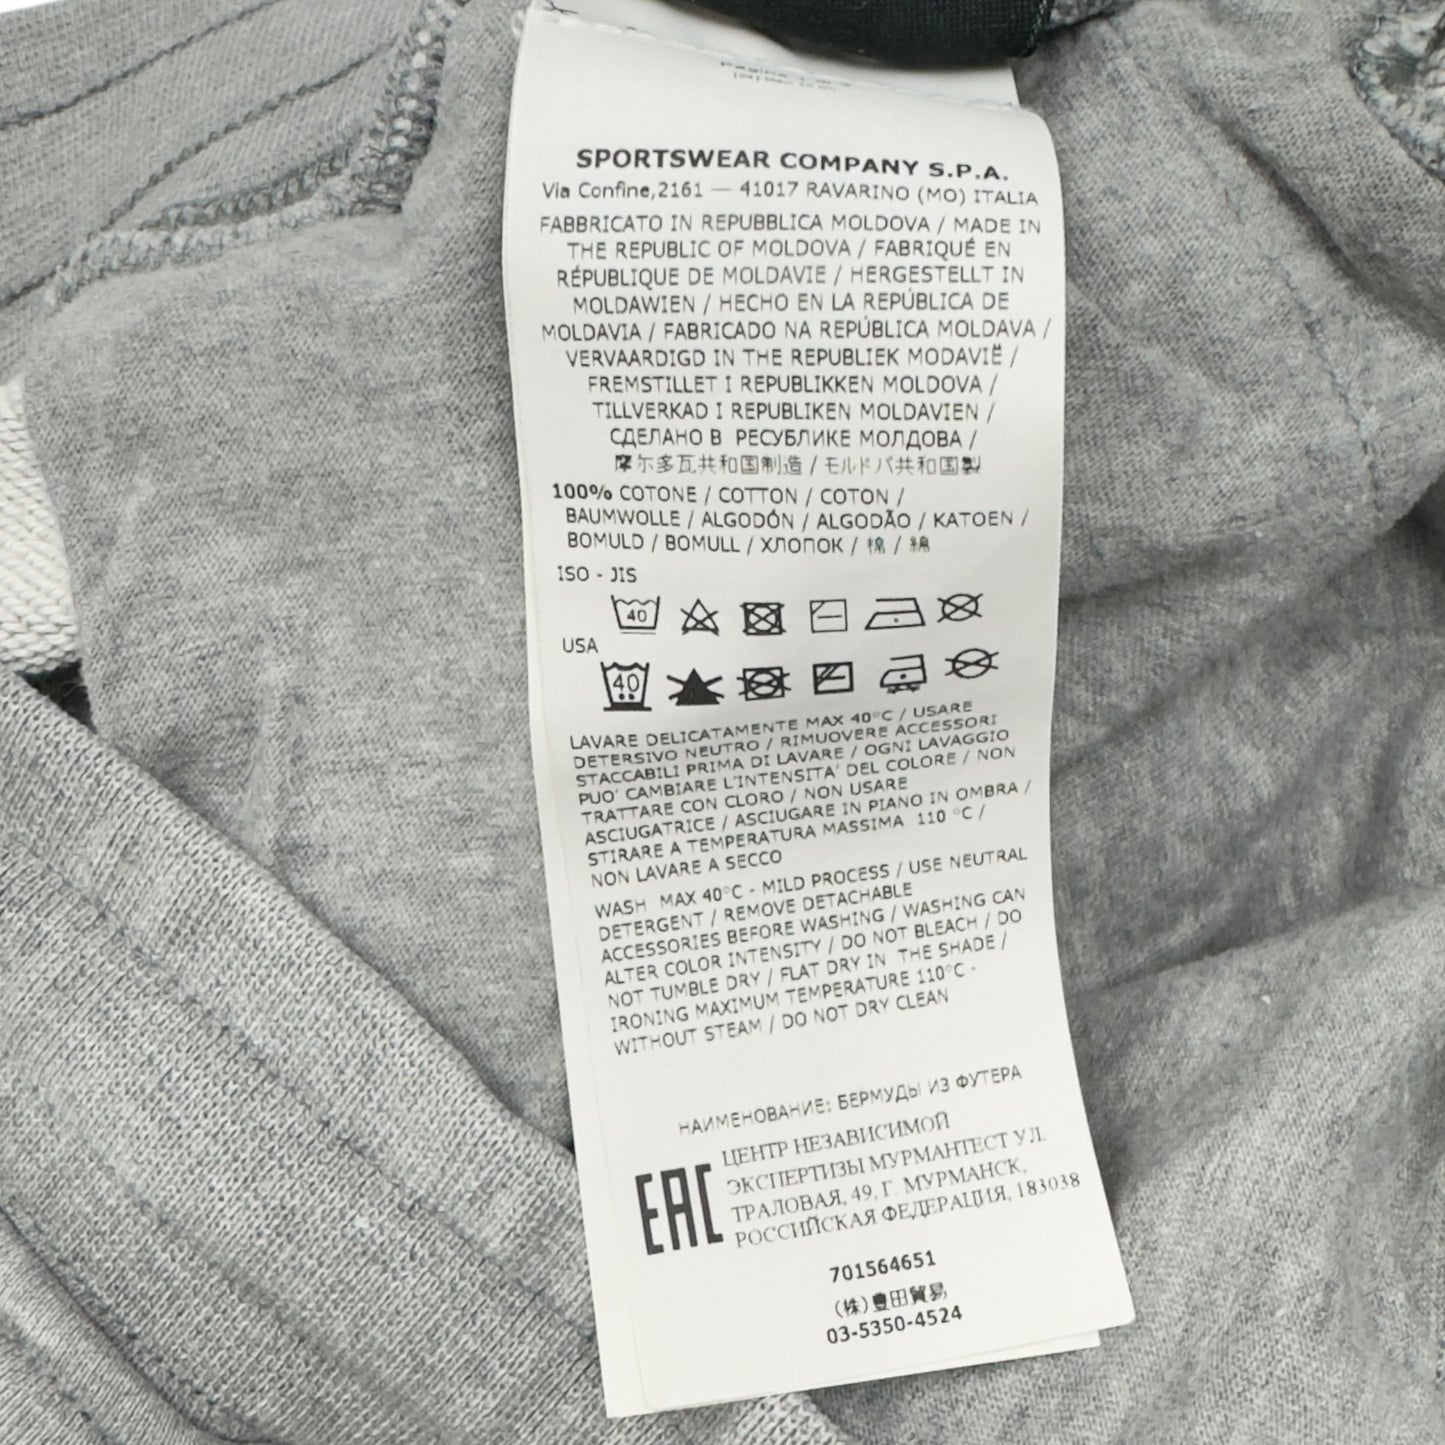 SPORTSWEAR COMPANY S.P.A.
Via Confine,2161 — 41017 RAVARINO (MO) ITALIA
FABBRICATO IN REPUBBLICA MOLDOVA / MADE IN
THE REPUBLIC OF MOLDOVA / FABRIQUÉ EN
RÉPUBLIQUE DE MOLDAVIE / HERGESTELLT IN
MOLDAWIEN / HECHO EN LA REPÚBLICA DE
MOLDAVIA / FABRICADO NA REPÚBLICA MOLDAVA /
VERVAARDIGD IN THE REPUBLIEK MODAVIË /
FREMSTILLET I REPUBLIKKEN MOLDOVA /
TILLVERKAD I REPUBLIKEN MOLDAVIEN /
СДЕЛАНО В РЕСУБЛИКЕ МОЛДОВА /
摩尔多瓦共和国制造 / モルドバ共和国製
100% COTONE / COTTON / COTON /
BAUMWOLLE / ALGODÓN / ALGODÃO / KATOEN /
BOMULD / BOMULL / ХЛОПОК / 棉 / 綿
ISO - JIS
40
USA
40
LAVARE DELICATAMENTE MAX 40°C / USARE
DETERSIVO NEUTRO / RIMUOVERE ACCESSORI
STACCABILI PRIMA DI LAVARE / OGNI LAVAGGIO
PUO' CAMBIARE L'INTENSITA' DEL COLORE / NON
TRATTARE CON CLORO / NON USARE
ASCIUGATRICE / ASCIUGARE IN PIANO IN OMBRA /
STIRARE A TEMPERATURA MASSIMA 110 °C /
NON LAVARE A SECCO
WASH MAX 40°C - MILD PROCESS / USE NEUTRAL
DETERGENT / REMOVE DETACHABLE
ACCESSORIES BEFORE WASHING / WASHING CAN
ALTER COLOR INTENSITY / DO NOT BLEACH / DO
NOT TUMBLE DRY / FLAT DRY IN THE SHADE /
IRONING MAXIMUM TEMPERATURE 110°C -
WITHOUT STEAM / DO NOT DRY CLEAN
НАИМЕНОВАНИЕ: БЕРМУДЫ ИЗ ФУТЕРА
EAC
ЦЕНТР НЕЗАВИСИМОЙ
ЭКСПЕРТИЗЫ МУРМАНТЕСТ УЛ.
ТРАЛОВАЯ, 49, Г. МУРМАНСК,
РОССИЙСКАЯ ФЕДЕРАЦИЯ, 183038
701564651
(株)豊田貿易
03-5350-4524